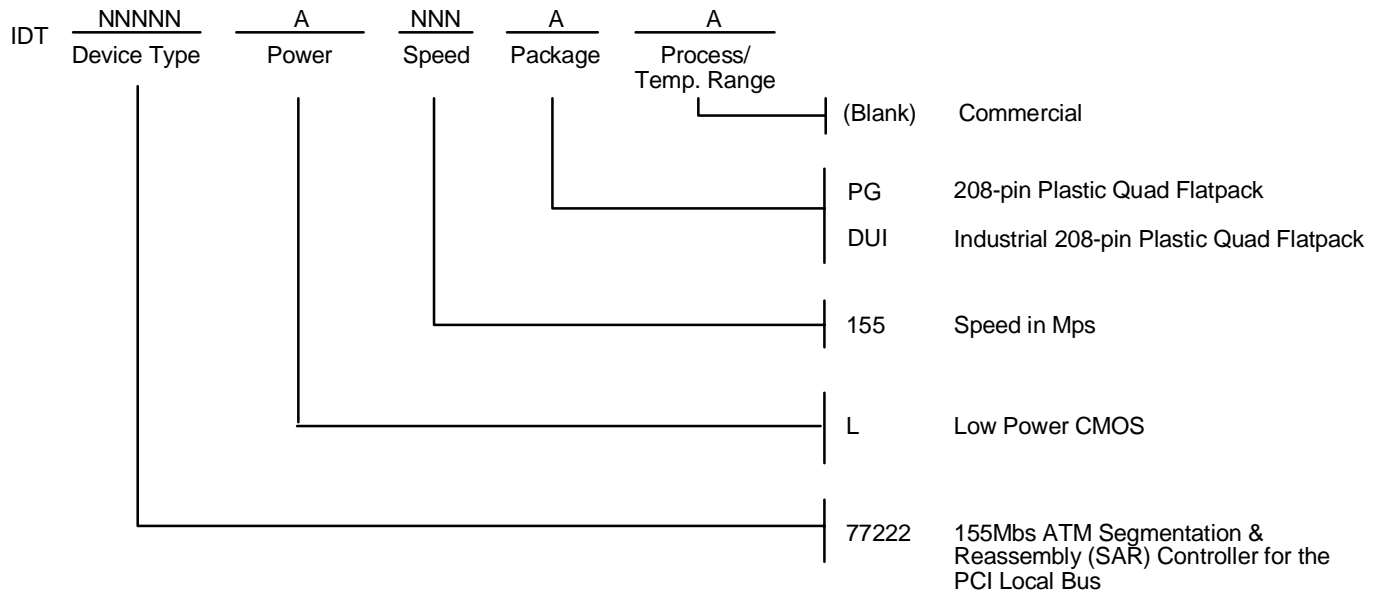 IDT NNNNN A NNN A A
Device Type Power Speed Package Process/
Temp. Range
(Blank) Commercial
PG 208-pin Plastic Quad Flatpack
DUI Industrial 208-pin Plastic Quad Flatpack
155 Speed in Mps
L Low Power CMOS
77222 155Mbs ATM Segmentation &
Reassembly (SAR) Controller for the
PCI Local Bus